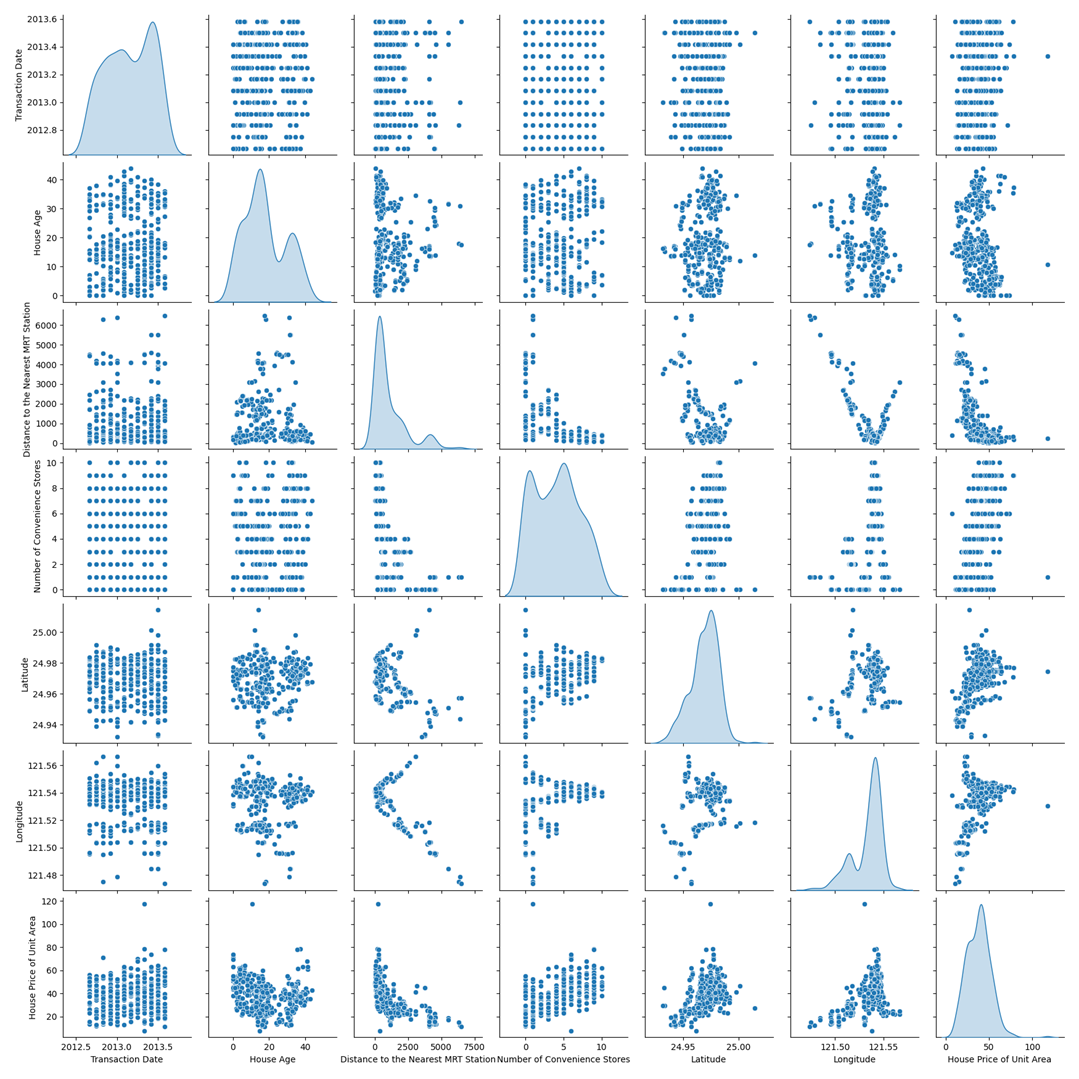 2013.6
2013.4
2013.2
2013.0
2012.8
Transaction Date
40
30
20
10
0
House Age
6000
5000
4000
3000
2000
1000
0
Distance to the Nearest MRT Station
10
8
6
4
2
0
Number of Convenience Stores
25.00
24.98
24.96
24.94
Latitude
121.56
121.54
121.52
121.50
121.48
Longitude
120
100
80
60
40
20
House Price of Unit Area
2012.5 2013.0 2013.5
Transaction Date
0 20 40
House Age
0 2500 5000 7500
Distance to the Nearest MRT Station
0 5 10
Number of Convenience Stores
24.95 25.00
Latitude
121.50 121.55
Longitude
0 50 100
House Price of Unit Area